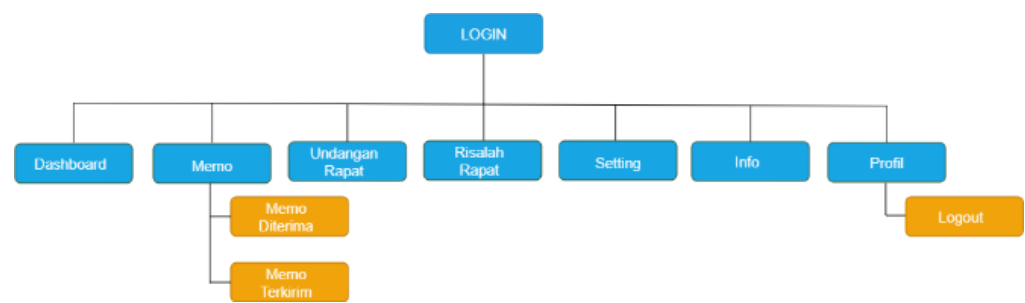 LOGIN
Dashboard
Memo
Undangan
Rapat
Risalah
Rapat
Setting
Info
Profil
Memo
Diterima
Logout
Memo
Terkirim